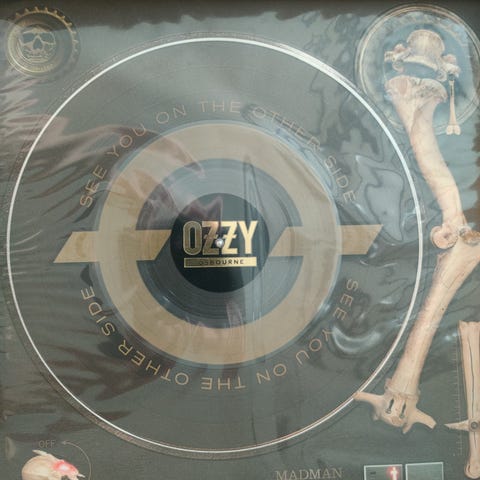 SEE YOU ON THE OTHER SIDE
OZZY
OSBOURNE
SEE YOU ON THE OTHER SIDE
OFF
MADMAN